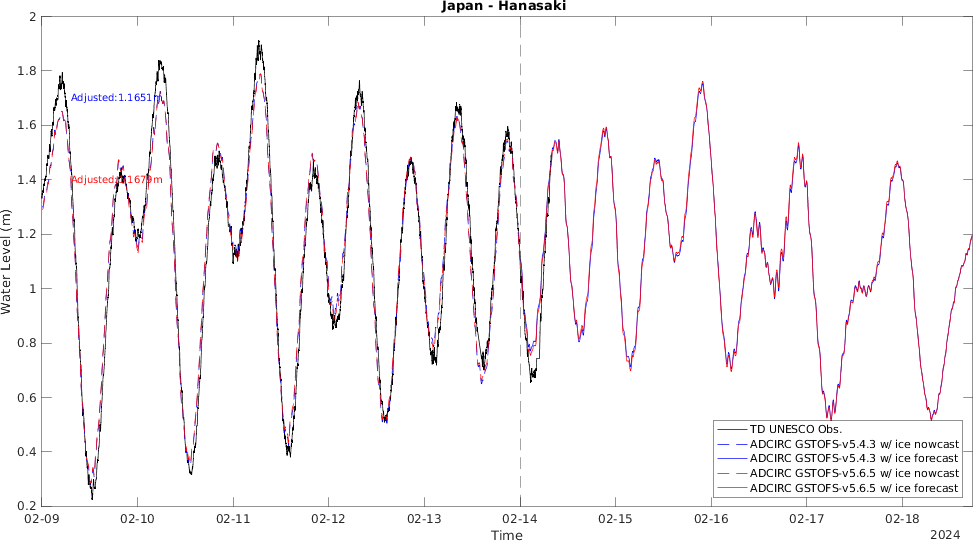 Japan - Hanasaki
Water Level (m)
2
1.8
1.6
1.4
1.2
1
0.8
0.6
0.4
0.2
Adjusted:1.1651m
02-09
02-10
02-11
02-12
02-13
02-14
02-15
02-16
02-17
02-18
Time
2024
TD UNESCO Obs.
ADCIRC GSTOFS-v5.4.3 w/ ice nowcast
ADCIRC GSTOFS-v5.4.3 w/ ice forecast
ADCIRC GSTOFS-v5.6.5 w/ ice nowcast
ADCIRC GSTOFS-v5.6.5 w/ ice forecast